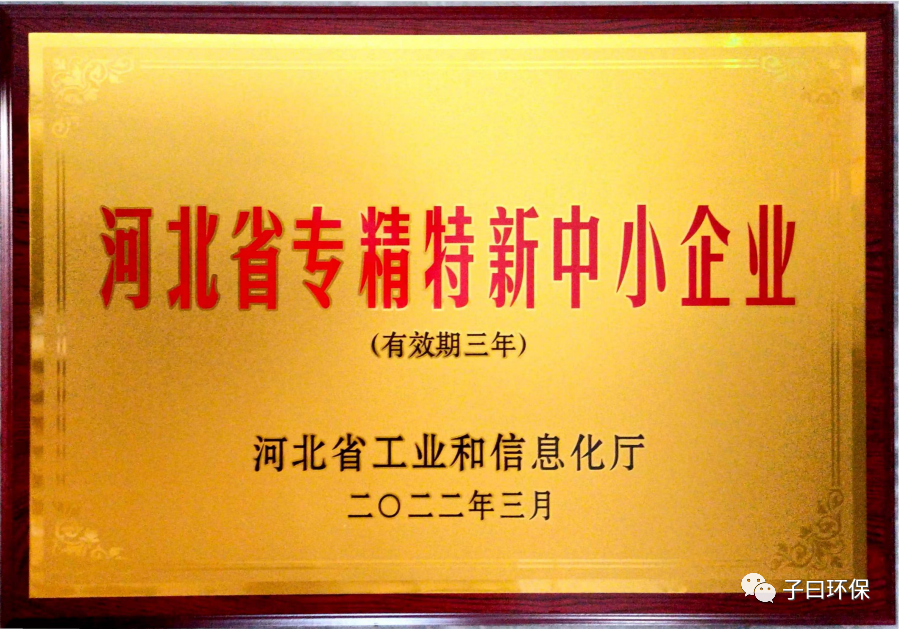 河北省专精特新中小企业
(有效期三年)
河北省工业和信息化厅
二〇二二年三月
子曰环保